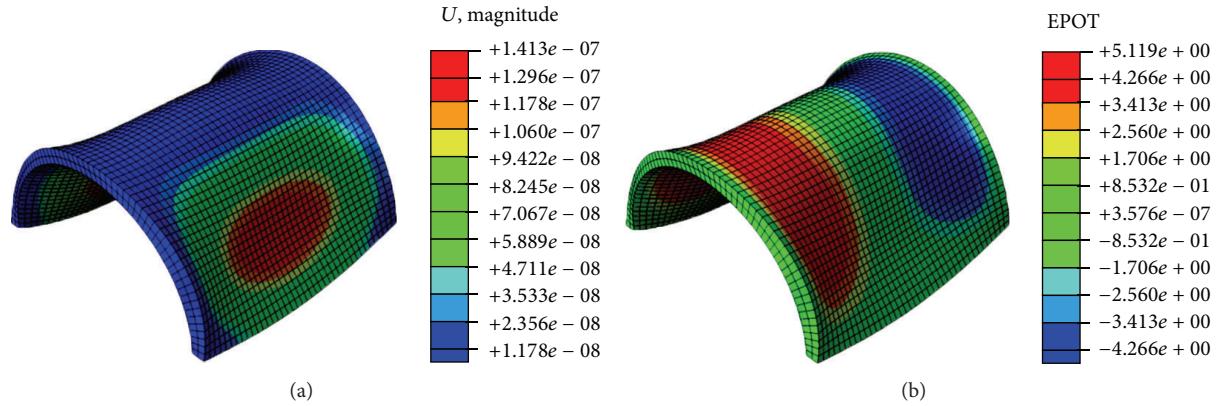 U, magnitude
+1.413e − 07
+1.296e − 07
+1.178e − 07
+1.060e − 07
+9.422e − 08
+8.245e − 08
+7.067e − 08
+5.889e − 08
+4.711e − 08
+3.533e − 08
+2.356e − 08
+1.178e − 08
(a)
EPOT
+5.119e + 00
+4.266e + 00
+3.413e + 00
+2.560e + 00
+1.706e + 00
+8.532e − 01
+3.576e − 07
−8.532e − 01
−1.706e + 00
−2.560e + 00
−3.413e + 00
−4.266e + 00
(b)